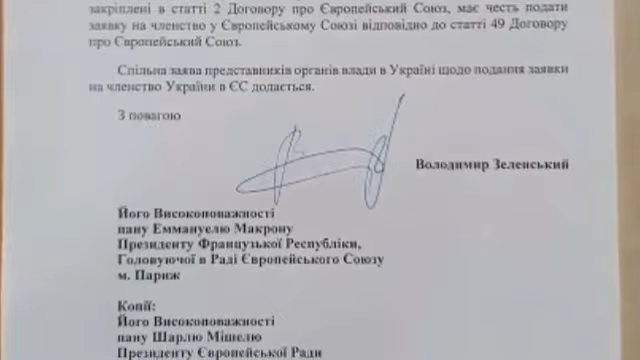 закріплені в статті 2 Договору про Європейський Союз, має честь подати
заявку на членство у Європейському Союзі відповідно до статті 49 Договору
про Європейський Союз.
Спільна заява представників органів влади в Україні щодо подання заявки
на членство України в ЄС додається.
З повагою
Володимир Зеленський
Його Високоповажності
пану Еммануелю Макрону
Президенту Французької Республіки,
Головуючої в Раді Європейського Союзу
м. Париж
Копії:
Його Високоповажності
пану Шарлю Мішелю
Президенту Європейської Ради